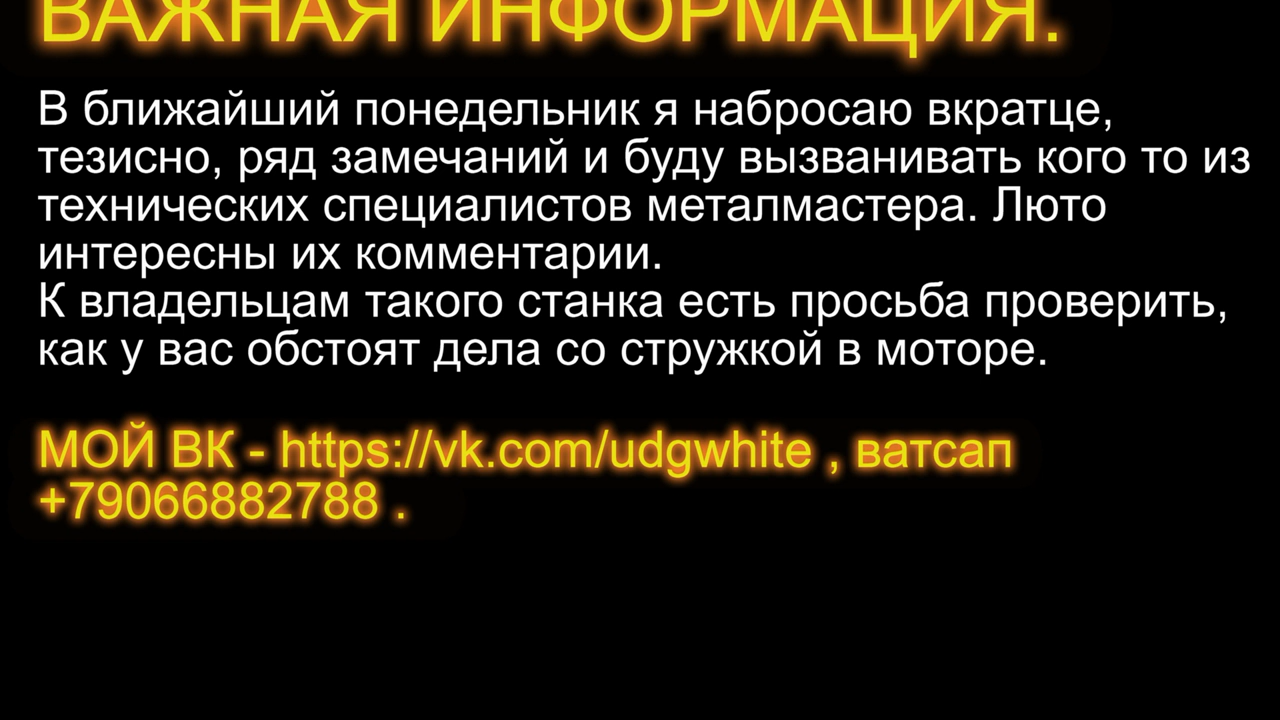 ВАЖНАЯ ИНФОРМАЦИЯ.
В ближайший понедельник я набросаю вкратце,
тезисно, ряд замечаний и буду вызванивать кого то из
технических специалистов металмастера. Люто
интересны их комментарии.
К владельцам такого станка есть просьба проверить,
как у вас обстоят дела со стружкой в моторе.
МОЙ ВК - https://vk.com/udgwhite , ватсап
+79066882788 .